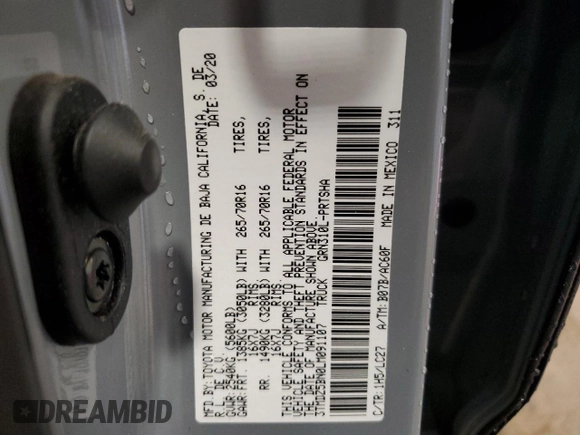 MFD.BY:TOYOTA MOTOR MANUFACTURING DE BAJA CALIFORNIA, S. DE
R.L. DE C.V. DATE: 03/20
GVWR: 2540KG (5600LB)
GAWR:FRT. 1385KG (3050LB) WITH 265/70R16 TIRES,
16X7J RIMS.
RR. 1490KG (3280LB) WITH 265/70R16 TIRES,
16X7J RIMS.
THIS VEHICLE CONFORMS TO ALL APPLICABLE FEDERAL MOTOR
VEHICLE SAFETY AND THEFT PREVENTION STANDARDS IN EFFECT ON
THE DATE OF MANUFACTURE SHOWN ABOVE.
3TMDZ5BN0LM091107 TRUCK GRN310L-PRTSHA
C/TR:1H5/LC27 A/TM:B07B/AC60F MADE IN MEXICO 311
DREAMBID